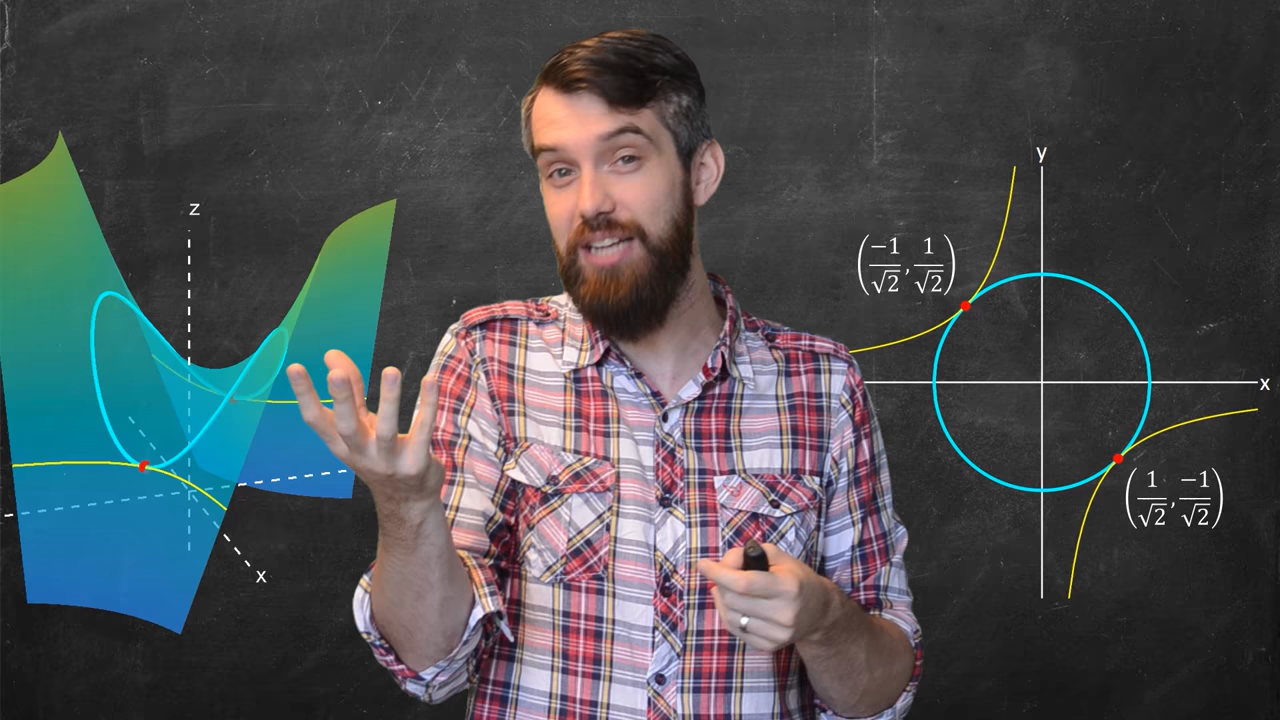 z
x
y
x
(-1/√2, 1/√2)
(1/√2, -1/√2)